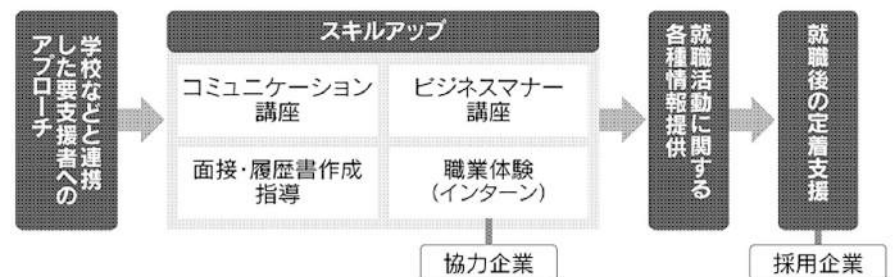 学校などと連携
した要支援者への
アプローチ
スキルアップ
コミュニケーション
講座
ビジネスマナー
講座
面接・履歴書作成
指導
職業体験
(インターン)
協力企業
就職活動に関する
各種情報提供
就職後の定着支援
採用企業